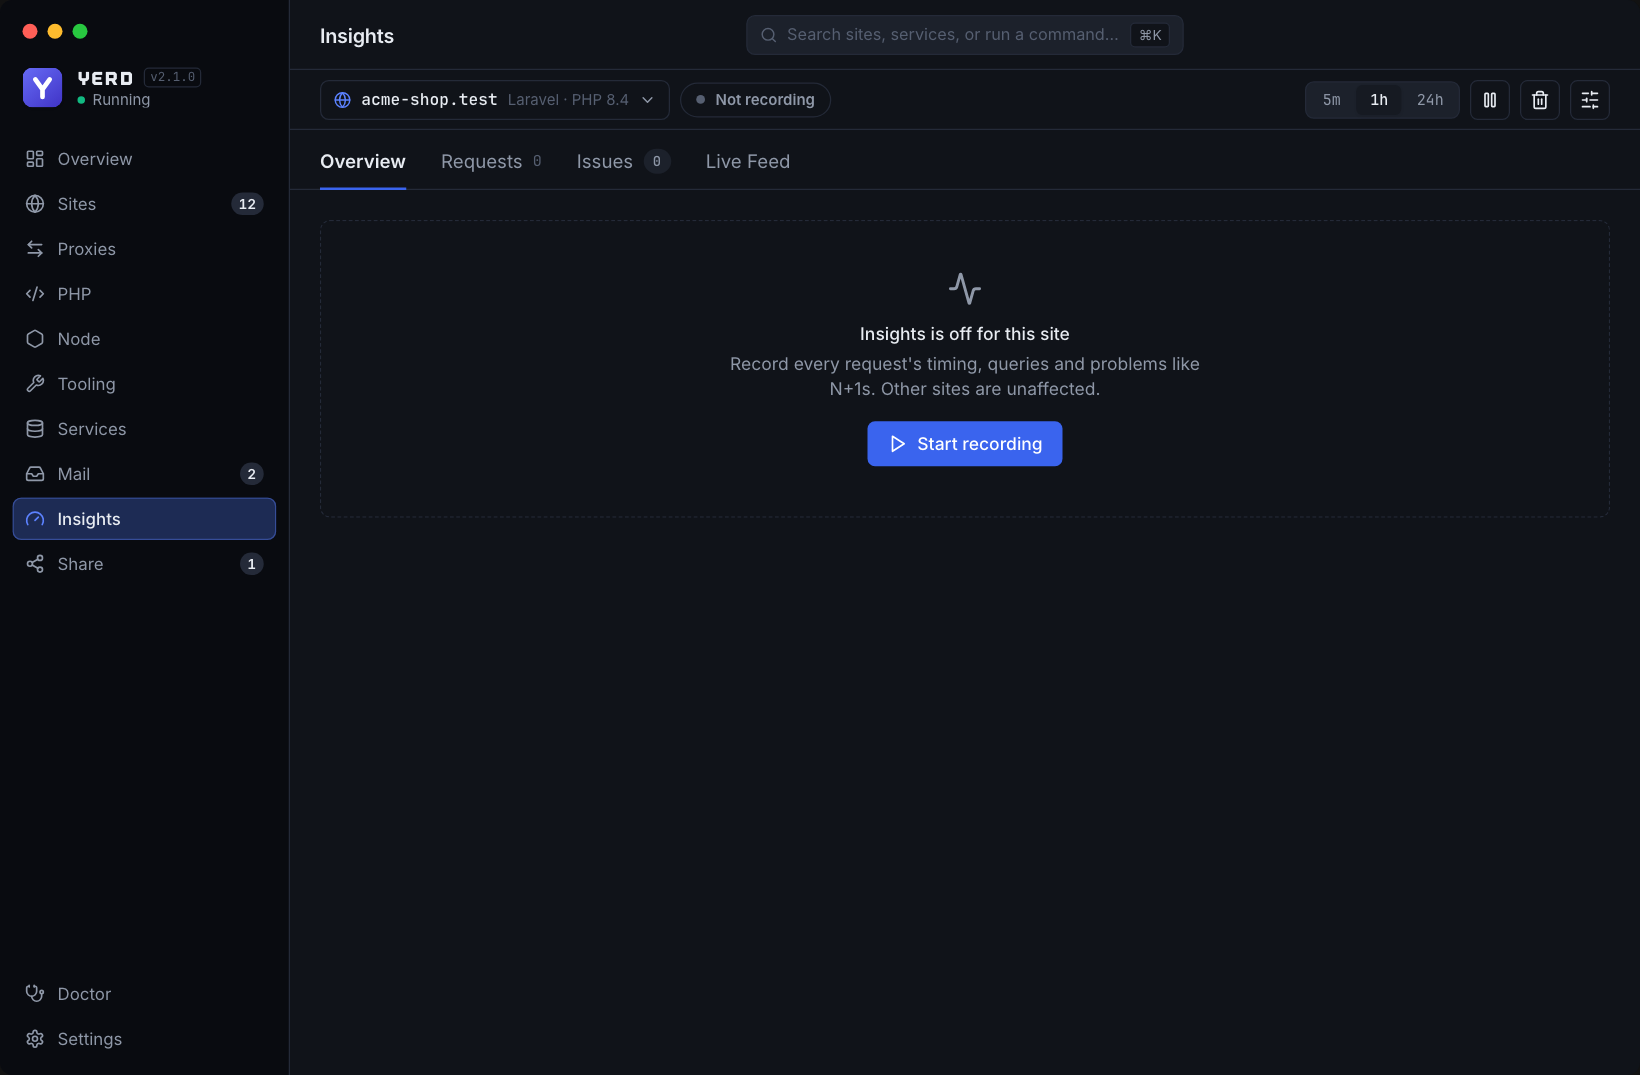 YERD v2.1.0
Running
Overview
Sites 12
Proxies
PHP
Node
Tooling
Services
Mail 2
Insights
Share 1
Doctor
Settings
Insights
Search sites, services, or run a command... ⌘K
acme-shop.test Laravel · PHP 8.4
Not recording
5m 1h 24h
Overview Requests 0 Issues 0 Live Feed
Insights is off for this site
Record every request's timing, queries and problems like
N+1s. Other sites are unaffected.
Start recording